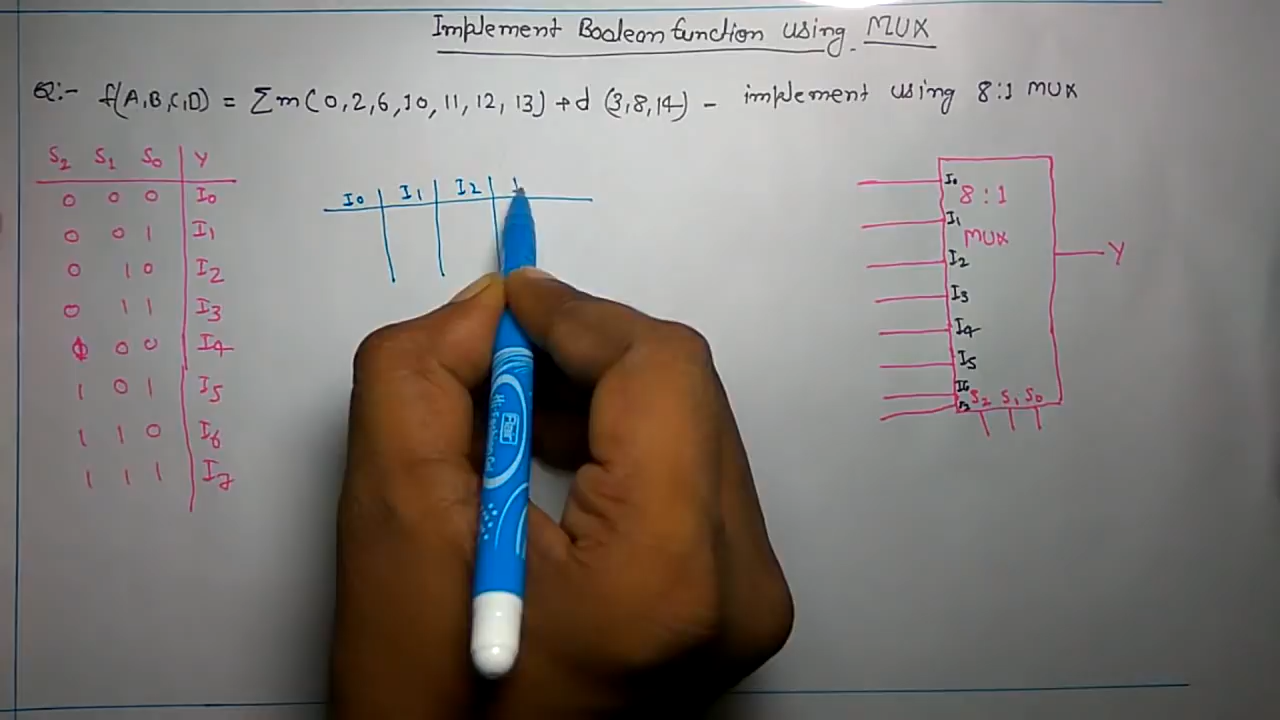 Implement Boolean function using MUX
Q:- f(A,B,C,D) = Σm(0,2,6,10,11,12,13)+d (3,8,14) - implement using 8:1 MUX
S2 S1 S0 Y
0 0 0 I0
0 0 1 I1
0 1 0 I2
0 1 1 I3
1 0 0 I4
1 0 1 I5
1 1 0 I6
1 1 1 I7
I0 I1 I2
8:1
MUX
I0
I1
I2
I3
I4
I5
I6
I7
S2 S1 S0
Y
Flair